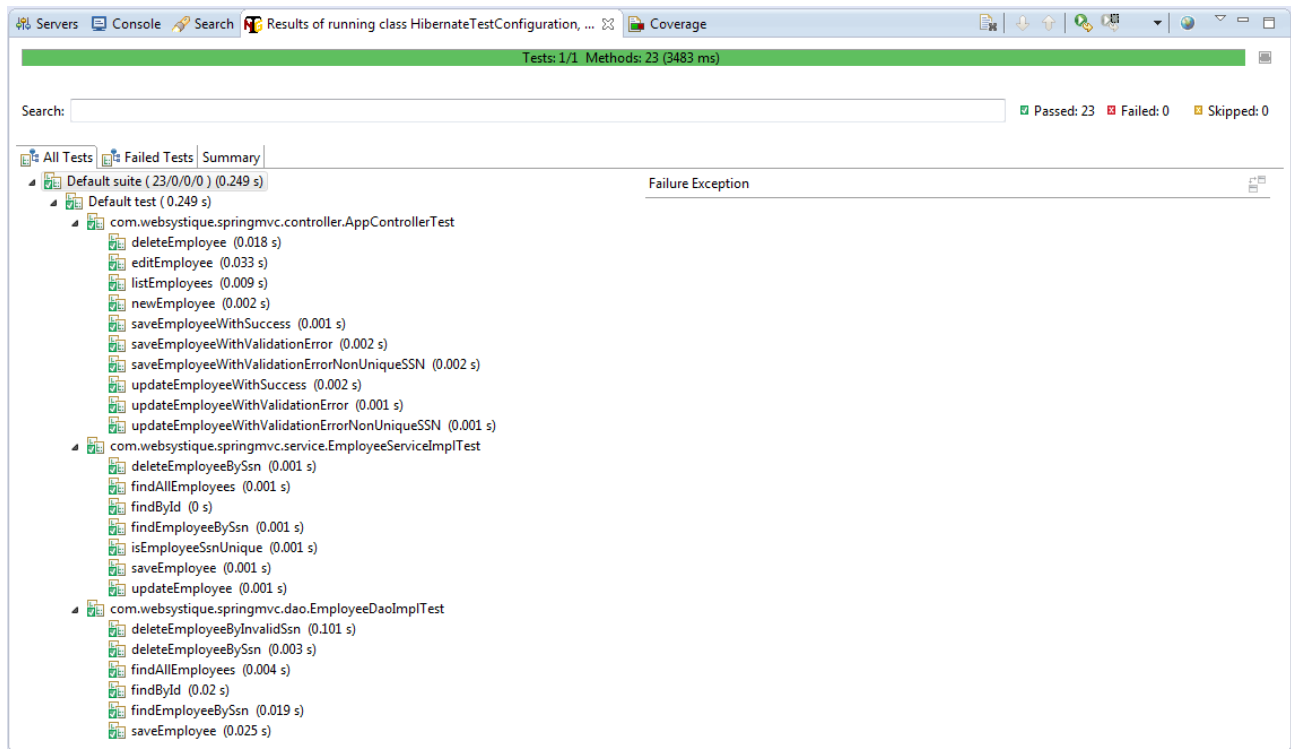 Servers Console Search Results of running class HibernateTestConfiguration, ... Coverage
Tests: 1/1 Methods: 23 (3483 ms)
Search: Passed: 23 Failed: 0 Skipped: 0
All Tests Failed Tests Summary
Default suite ( 23/0/0/0 ) (0.249 s) Failure Exception
Default test ( 0.249 s)
com.websystique.springmvc.controller.AppControllerTest
deleteEmployee (0.018 s)
editEmployee (0.033 s)
listEmployees (0.009 s)
newEmployee (0.002 s)
saveEmployeeWithSuccess (0.001 s)
saveEmployeeWithValidationError (0.002 s)
saveEmployeeWithValidationErrorNonUniqueSSN (0.002 s)
updateEmployeeWithSuccess (0.002 s)
updateEmployeeWithValidationError (0.001 s)
updateEmployeeWithValidationErrorNonUniqueSSN (0.001 s)
com.websystique.springmvc.service.EmployeeServiceImplTest
deleteEmployeeBySsn (0.001 s)
findAllEmployees (0.001 s)
findById (0 s)
findEmployeeBySsn (0.001 s)
isEmployeeSsnUnique (0.001 s)
saveEmployee (0.001 s)
updateEmployee (0.001 s)
com.websystique.springmvc.dao.EmployeeDaoImplTest
deleteEmployeeByInvalidSsn (0.101 s)
deleteEmployeeBySsn (0.003 s)
findAllEmployees (0.004 s)
findById (0.02 s)
findEmployeeBySsn (0.019 s)
saveEmployee (0.025 s)